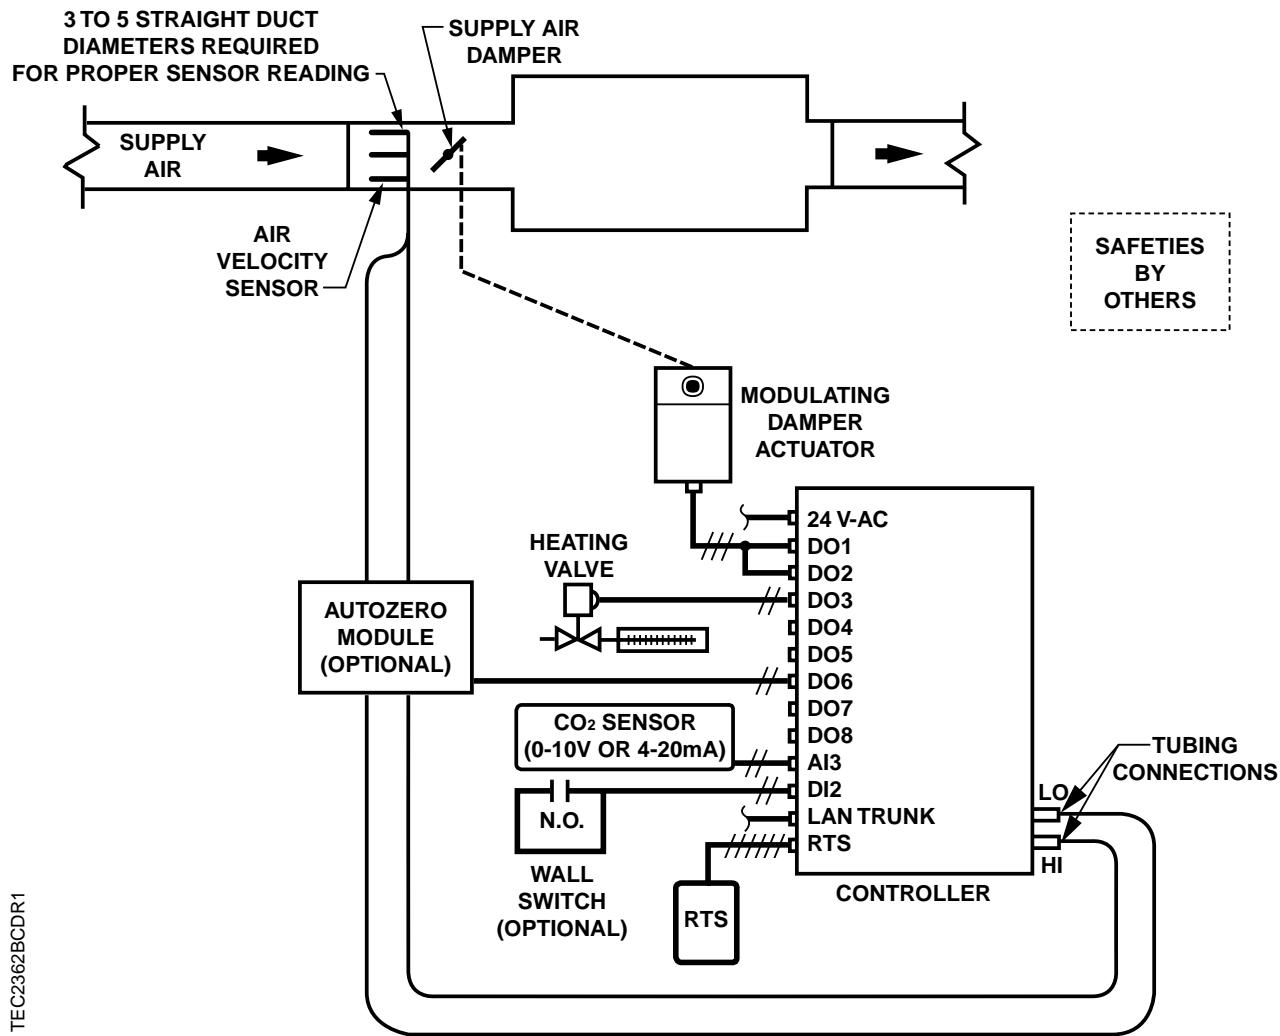 3 TO 5 STRAIGHT DUCT
DIAMETERS REQUIRED
FOR PROPER SENSOR READING
SUPPLY AIR
DAMPER
SUPPLY
AIR
AIR
VELOCITY
SENSOR
SAFETIES
BY
OTHERS
MODULATING
DAMPER
ACTUATOR
HEATING
VALVE
AUTOZERO
MODULE
(OPTIONAL)
CO2 SENSOR
(0-10V OR 4-20mA)
N.O.
WALL
SWITCH
(OPTIONAL)
RTS
24 V-AC
DO1
DO2
DO3
DO4
DO5
DO6
DO7
DO8
AI3
DI2
LAN TRUNK
RTS
CONTROLLER
LO
HI
TUBING
CONNECTIONS
TEC2362BCDR1